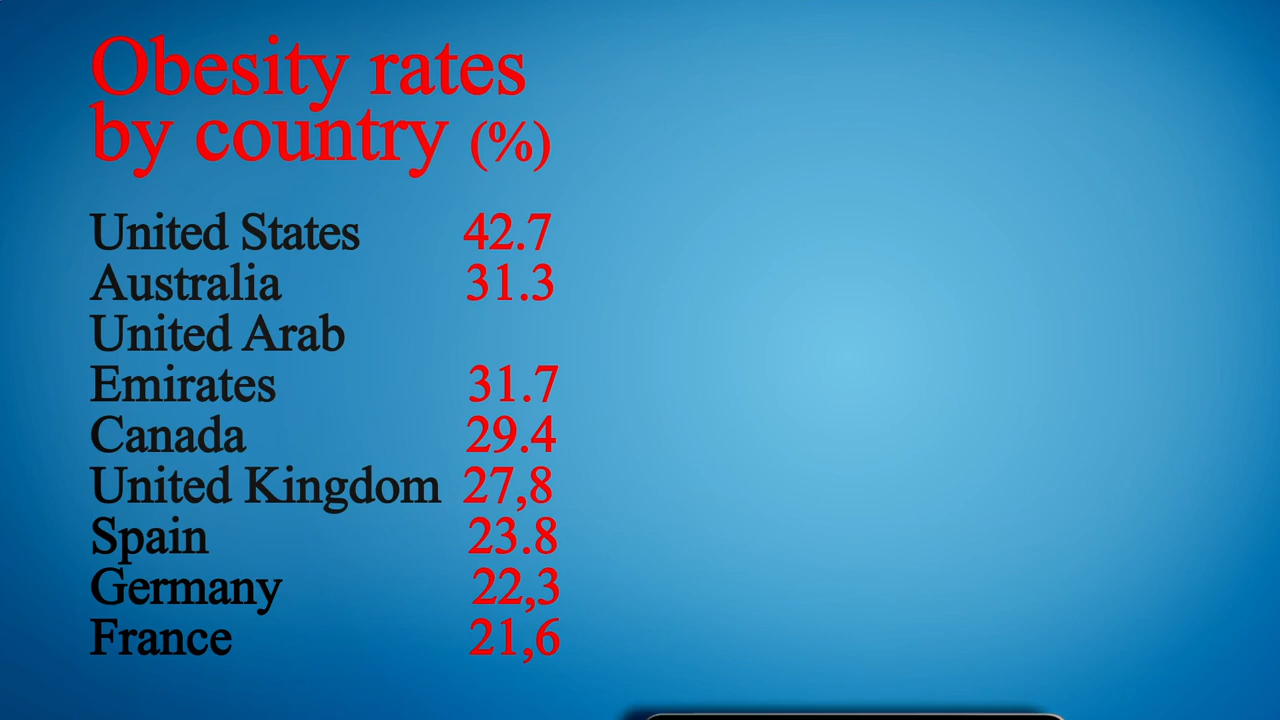 Obesity rates
by country (%)
United States 42.7
Australia 31.3
United Arab
Emirates 31.7
Canada 29.4
United Kingdom 27,8
Spain 23.8
Germany 22,3
France 21,6